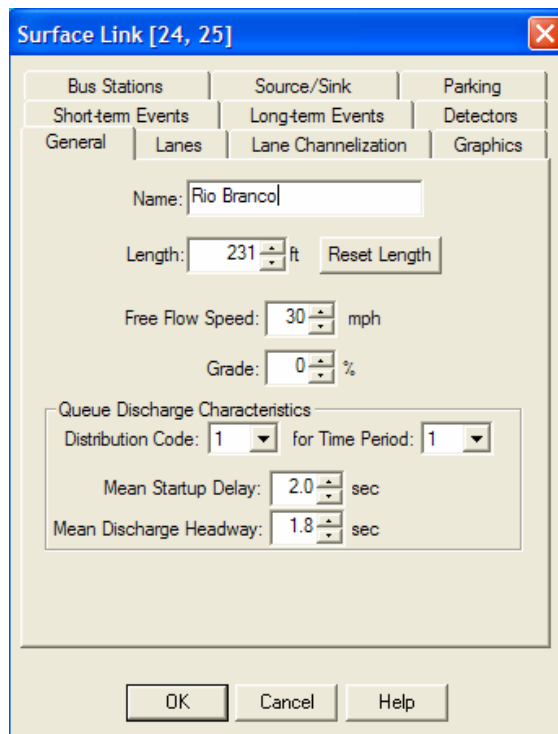 Surface Link [24, 25]
Bus Stations Source/Sink Parking
Short-term Events Long-term Events Detectors
General Lanes Lane Channelization Graphics
Name: Rio Branco
Length: 231 ft Reset Length
Free Flow Speed: 30 mph
Grade: 0 %
Queue Discharge Characteristics
Distribution Code: 1 for Time Period: 1
Mean Startup Delay: 2.0 sec
Mean Discharge Headway: 1.8 sec
OK Cancel Help